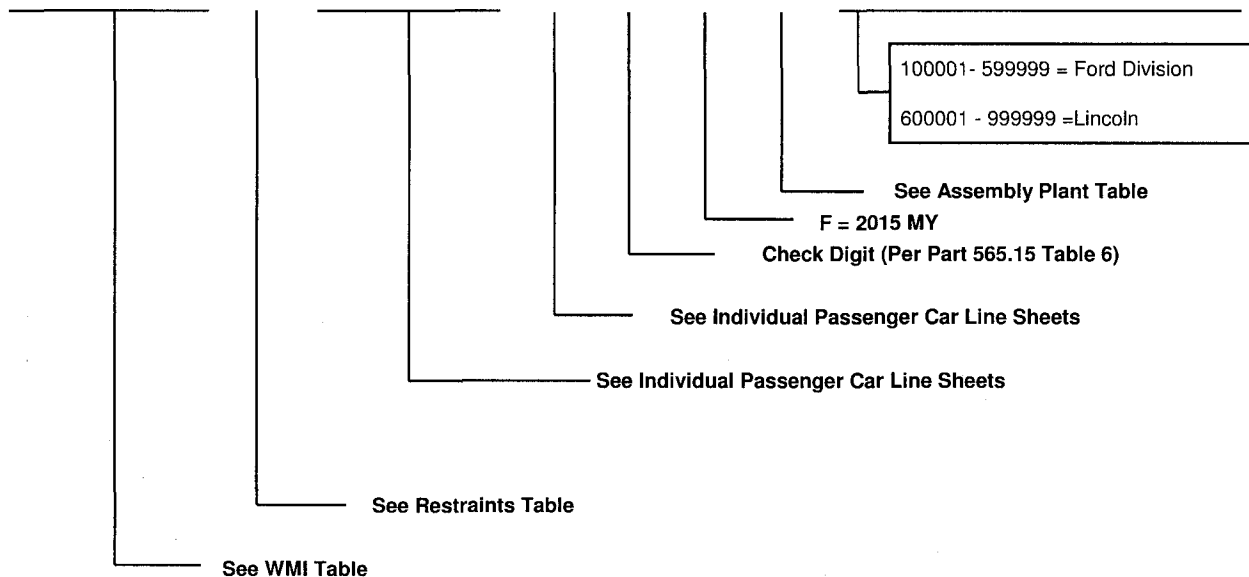 100001- 599999 = Ford Division
600001 - 999999 =Lincoln
See Assembly Plant Table
F = 2015 MY
Check Digit (Per Part 565.15 Table 6)
See Individual Passenger Car Line Sheets
See Individual Passenger Car Line Sheets
See Restraints Table
See WMI Table